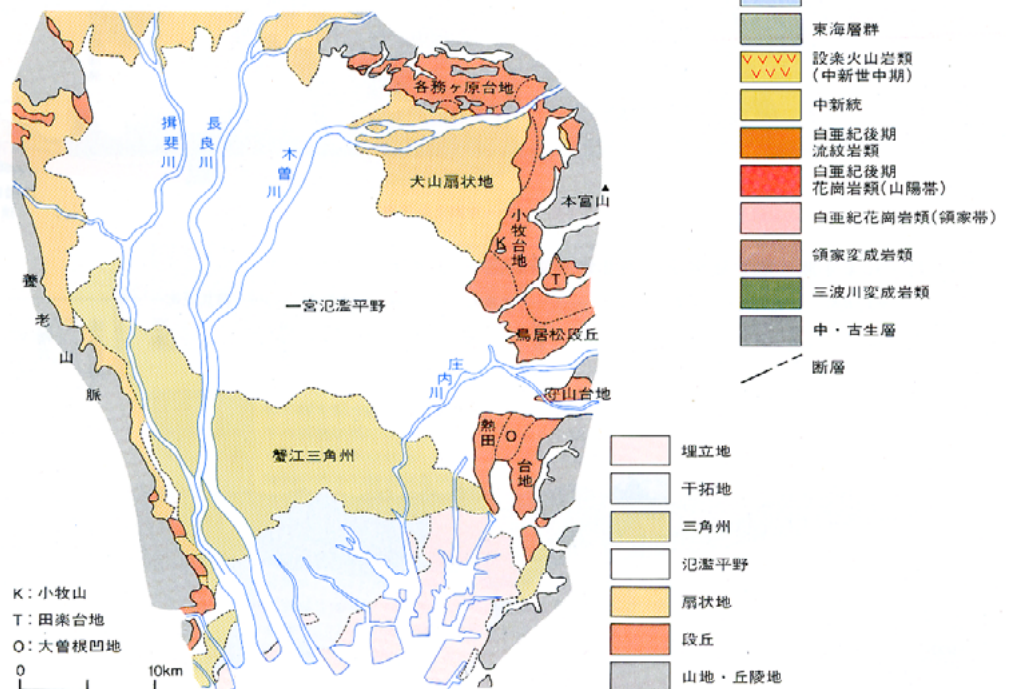 各務ヶ原台地
揖斐川
長良川
木曽川
犬山扇状地
本宮山
小牧台地
K
T
養老山脈
一宮氾濫平野
鳥居松段丘
庄内川
守山台地
熱田台地
O
蟹江三角州
K：小牧山
T：田楽台地
O：大曽根凹地
0 10km
東海層群
設楽火山岩類
(中新世中期)
中新統
白亜紀後期
流紋岩類
白亜紀後期
花崗岩類(山陽帯)
白亜紀花崗岩類(領家帯)
領家変成岩類
三波川変成岩類
中・古生層
断層
埋立地
干拓地
三角州
氾濫平野
扇状地
段丘
山地・丘陵地